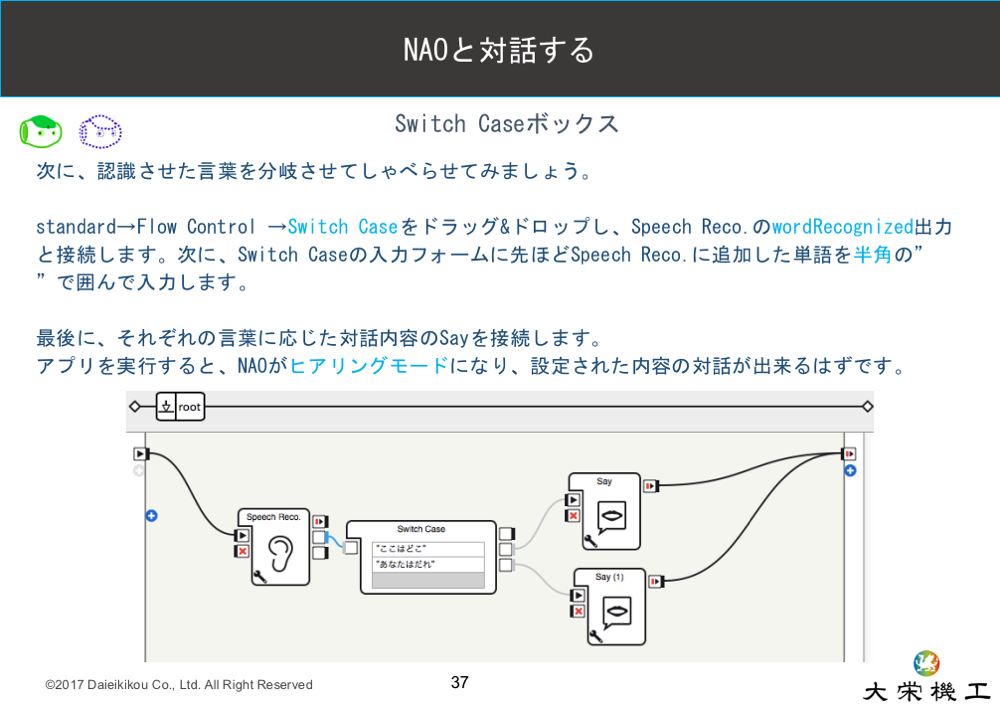 NAOと対話する
Switch Caseボックス
次に、認識させた言葉を分岐させてしゃべらせてみましょう。
standard→Flow Control →Switch Caseをドラッグ&ドロップし、Speech Reco.のwordRecognized出力
と接続します。次に、Switch Caseの入力フォームに先ほどSpeech Reco.に追加した単語を半角の”
”で囲んで入力します。
最後に、それぞれの言葉に応じた対話内容のSayを接続します。
アプリを実行すると、NAOがヒアリングモードになり、設定された内容の対話が出来るはずです。
root
Say
Speech Reco.
Switch Case
"ここはどこ"
"あなたはだれ"
Say (1)
©2017 Daieikikou Co., Ltd. All Right Reserved
37
大栄機工